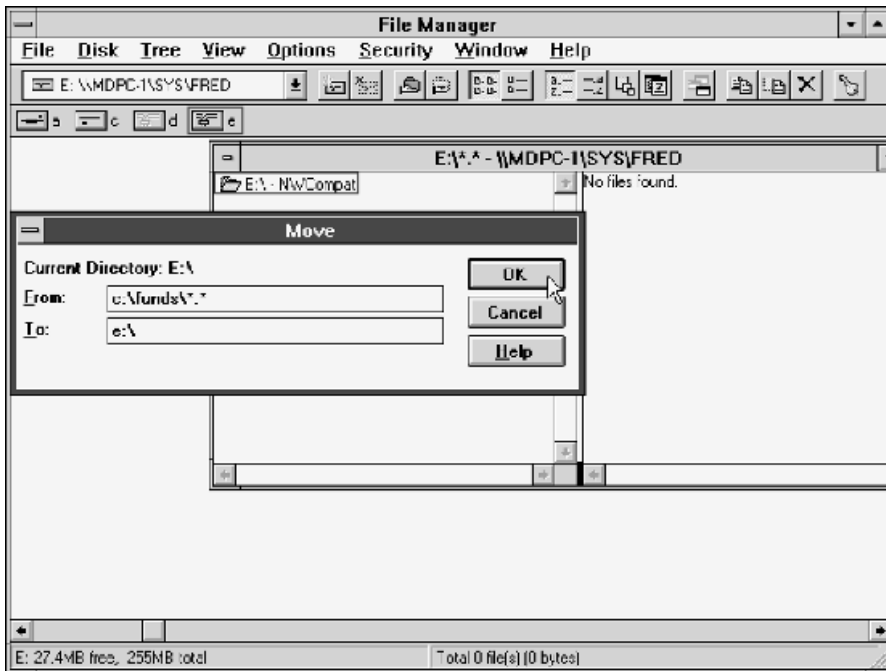 File Manager
File Disk Tree View Options Security Window Help
E: \\MDPC-1\SYS\FRED
a c d e
E:\*.* - \\MDPC-1\SYS\FRED
E:\ - NWCompat
No files found.
Move
Current Directory: E:\
From: c:\funds\*.*
To: e:\
OK
Cancel
Help
E: 27.4MB free, 255MB total
Total 0 file(s) (0 bytes)